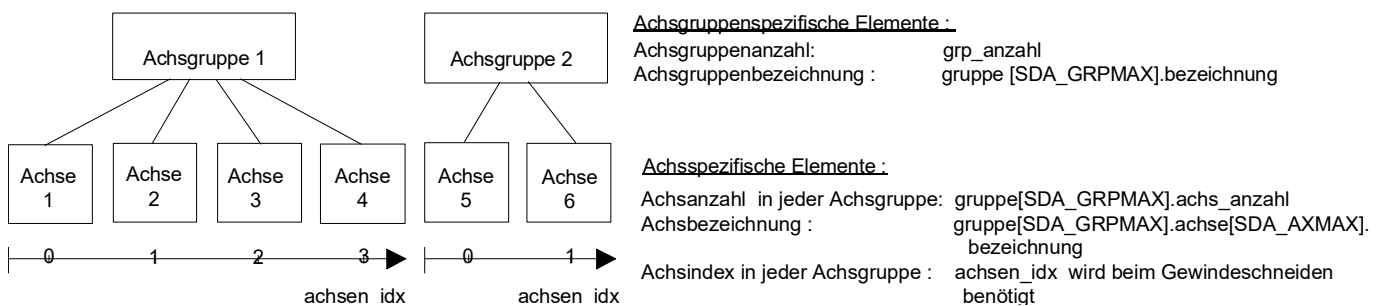 Achsgruppe 1
Achsgruppe 2
Achse
1
Achse
2
Achse
3
Achse
4
Achse
5
Achse
6
0 1 2 3
0 1
achsen_idx
achsen_idx
Achsgruppenspezifische Elemente :
Achsgruppenanzahl: grp_anzahl
Achsgruppenbezeichnung : gruppe [SDA_GRPMAX].bezeichnung
Achsspezifische Elemente :
Achsanzahl in jeder Achsgruppe: gruppe[SDA_GRPMAX].achs_anzahl
Achsbezeichnung : gruppe[SDA_GRPMAX].achse[SDA_AXMAX].
bezeichnung
Achsindex in jeder Achsgruppe : achsen_idx wird beim Gewindeschneiden
benötigt